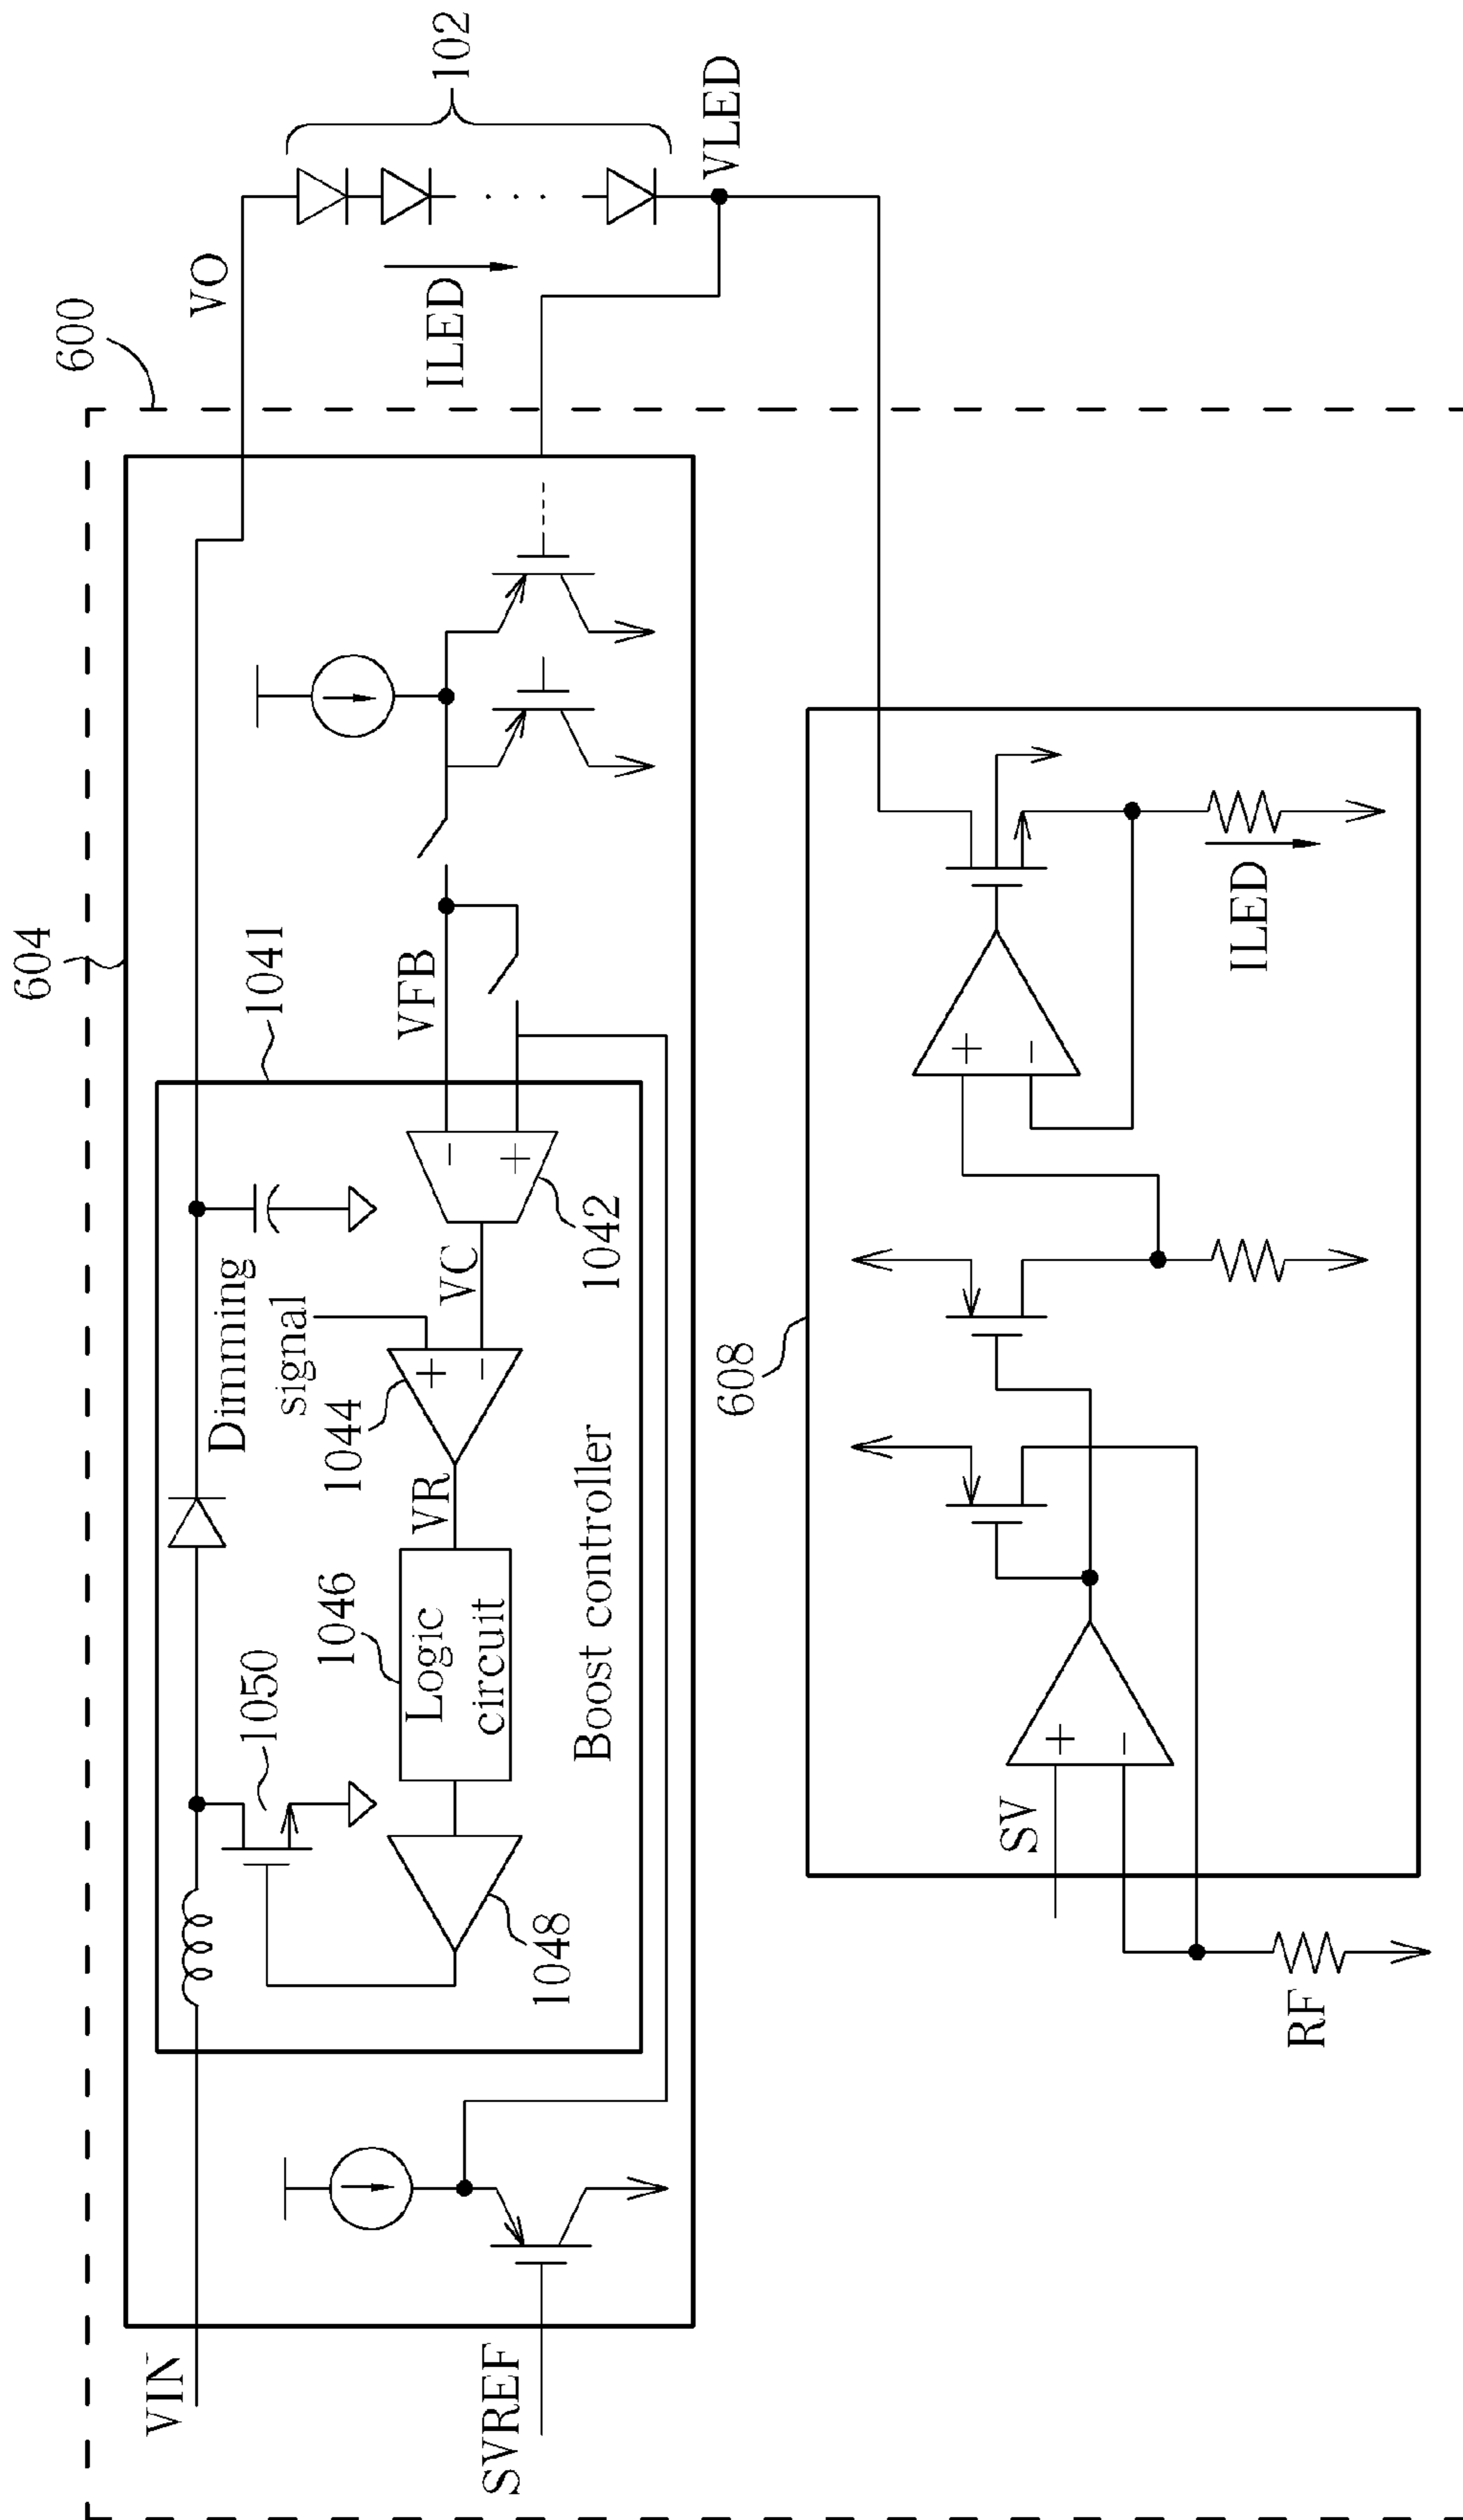 600
604
VO
102
ILED
VLED
VIN
1041
1050
Dimming
signal
1046
1044
VFB
Logic
circuit
VR
VC
+
−
−
+
1042
1048
Boost controller
SVREF
608
SV
+
−
+
−
ILED
RF